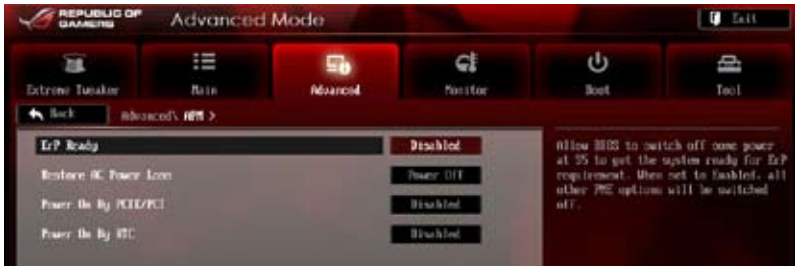 REPUBLIC OF
GAMERS
Advanced Mode
Exit
Extreme Tweaker
Main
Advanced
Monitor
Boot
Tool
Back
Advanced\ APM >
ErP Ready
Disabled
Restore AC Power Loss
Power Off
Power On By PCIE/PCI
Disabled
Power On By RTC
Disabled
Allow BIOS to switch off some power
at S5 to get the system ready for ErP
requirement. When set to Enabled, all
other PME options will be switched
off.